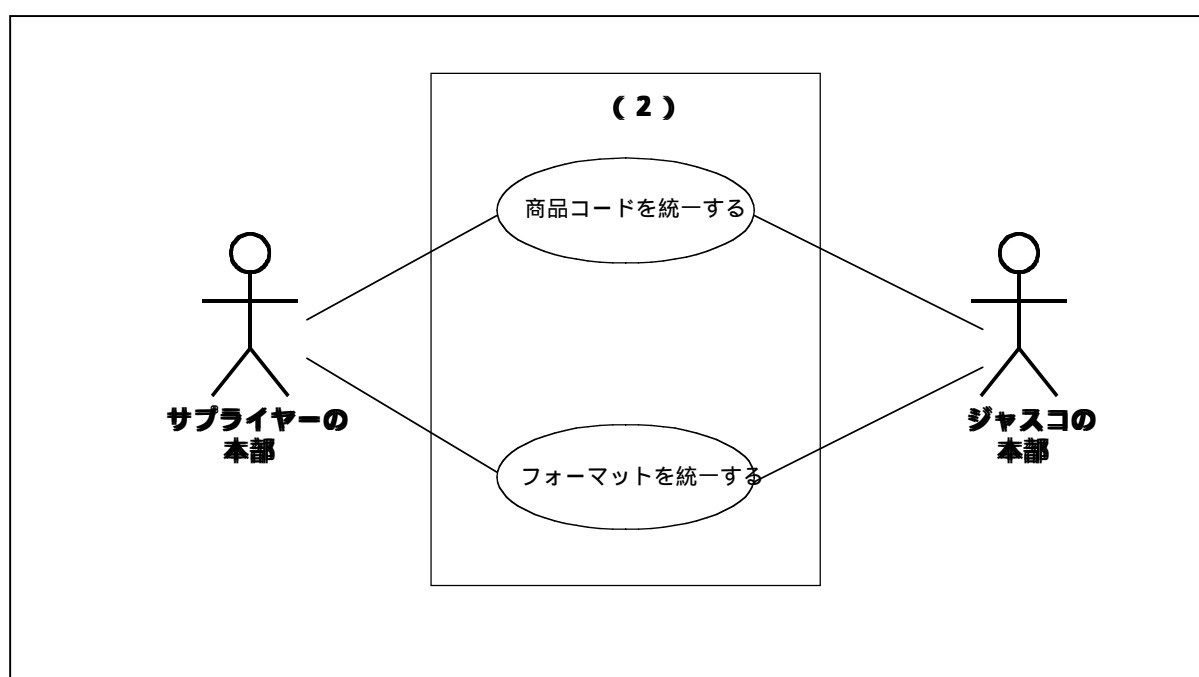 （２）
商品コードを統一する
サプライヤーの
本部
ジャスコの
本部
フォーマットを統一する